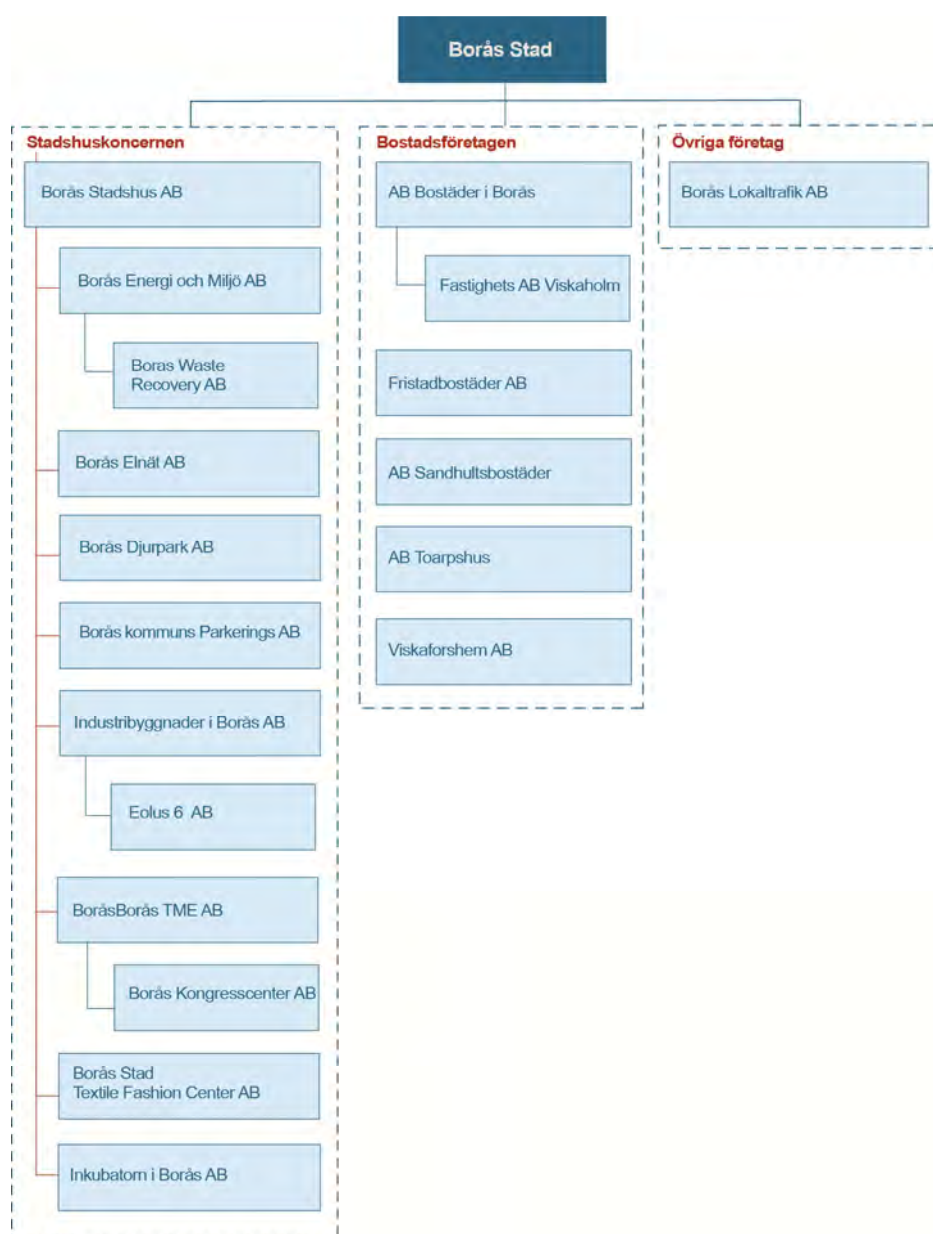 Borås Stad
Stadshuskoncernen
Borås Stadshus AB
Borås Energi och Miljö AB
Boras Waste
Recovery AB
Borås Elnät AB
Borås Djurpark AB
Borås kommuns Parkerings AB
Industribyggnader i Borås AB
Eolus 6 AB
BoråsBorås TME AB
Borås Kongresscenter AB
Borås Stad
Textile Fashion Center AB
Inkubatorn i Borås AB
Bostadsföretagen
AB Bostäder i Borås
Fastighets AB Viskaholm
Fristadbostäder AB
AB Sandhultsbostäder
AB Toarpshus
Viskaforshem AB
Övriga företag
Borås Lokaltrafik AB